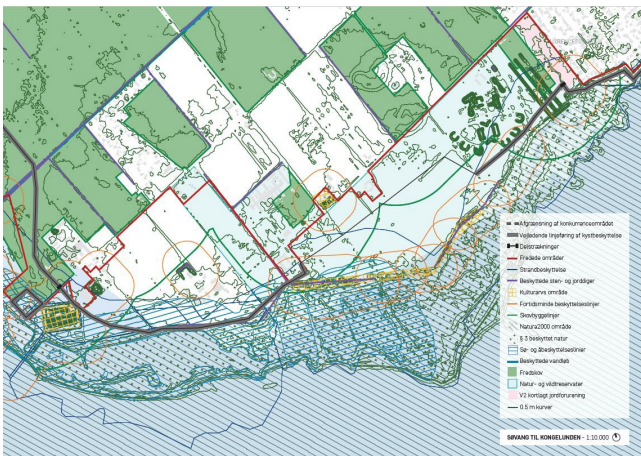 Afgrænsning af konkurranceområdet
Vejledende linjeføring af kystbeskyttelse
Delstrækninger
Fredede områder
Strandbeskyttelse
Beskyttede sten- og jorddiger
Kulturarvs område
Fortidsminde beskyttelseslinjer
Skovbyggelinjer
Natura2000 område
§ 3 beskyttet natur
Sø- og åbeskyttelseslinier
Beskyttede vandløb
Fredskov
Natur- og vildtreservater
V2 kortlagt jordforurening
0.5 m kurver
SØVANG TIL KONGELUNDEN - 1:10.000